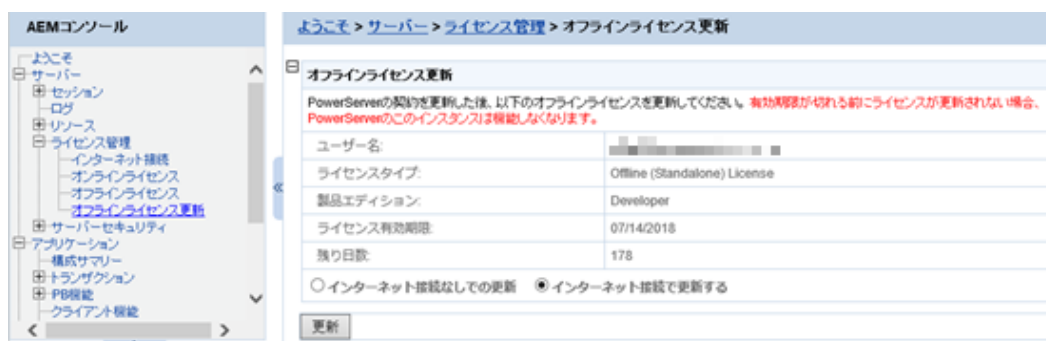 AEMコンソール
ようこそ
サーバー
セッション
ログ
リソース
ライセンス管理
インターネット接続
オンラインライセンス
オフラインライセンス
オフラインライセンス更新
サーバーセキュリティ
アプリケーション
構成サマリー
トランザクション
PB機能
クライアント機能
ようこそ > サーバー > ライセンス管理 > オフラインライセンス更新
オフラインライセンス更新
PowerServerの契約を更新した後、以下のオフラインライセンスを更新してください。有効期限が切れる前にライセンスが更新されない場合、
PowerServerのこのインスタンスは機能しなくなります。
ユーザー名:
ライセンスタイプ: Offline (Standalone) License
製品エディション: Developer
ライセンス有効期限: 07/14/2018
残り日数: 178
インターネット接続なしでの更新 インターネット接続で更新する
更新